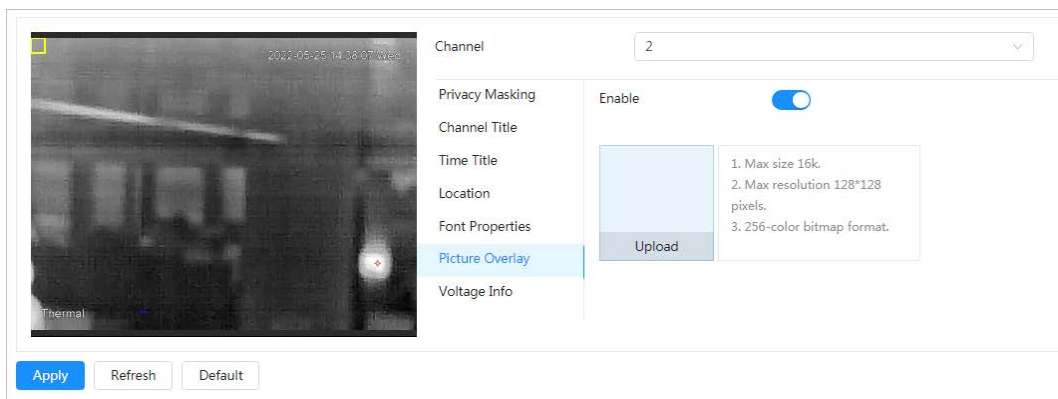 2022-05-25 14:38:07 Wed
Thermal
Channel
2
Privacy Masking
Channel Title
Time Title
Location
Font Properties
Picture Overlay
Voltage Info
Enable
Upload
1. Max size 16k.
2. Max resolution 128*128
pixels.
3. 256-color bitmap format.
Apply
Refresh
Default